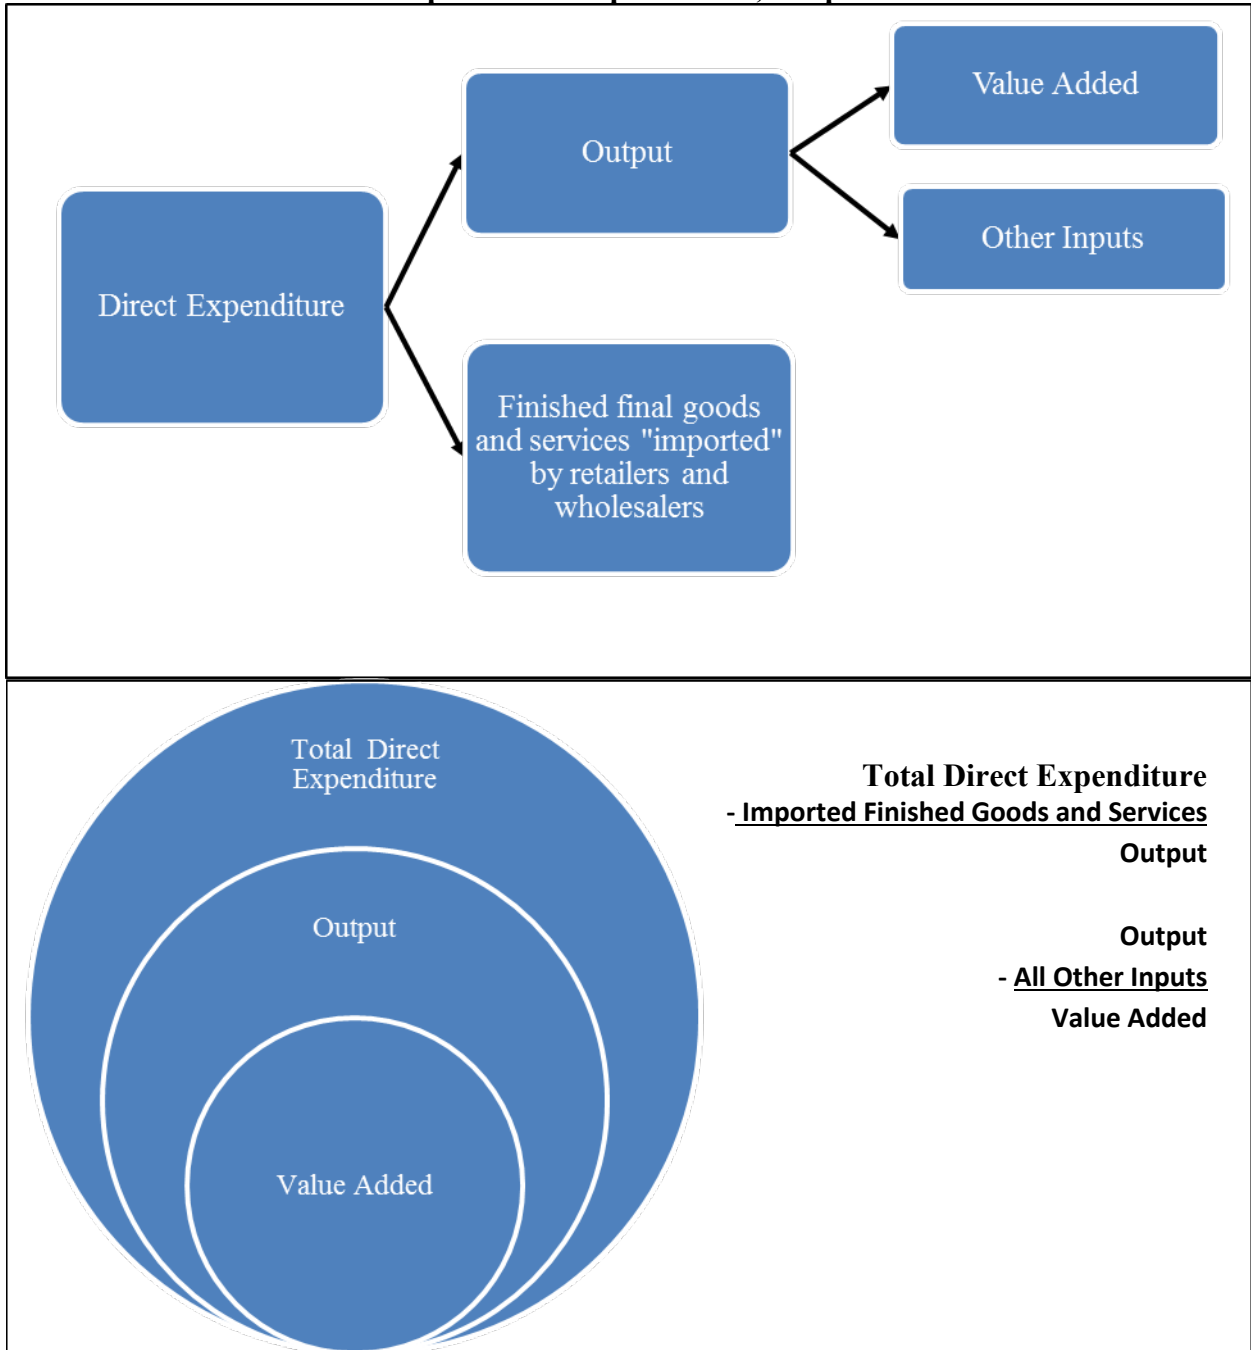 Value Added
Output
Other Inputs
Direct Expenditure
Finished final goods
and services "imported"
by retailers and
wholesalers
Total Direct
Expenditure
Output
Value Added
Total Direct Expenditure
- Imported Finished Goods and Services
Output
Output
- All Other Inputs
Value Added